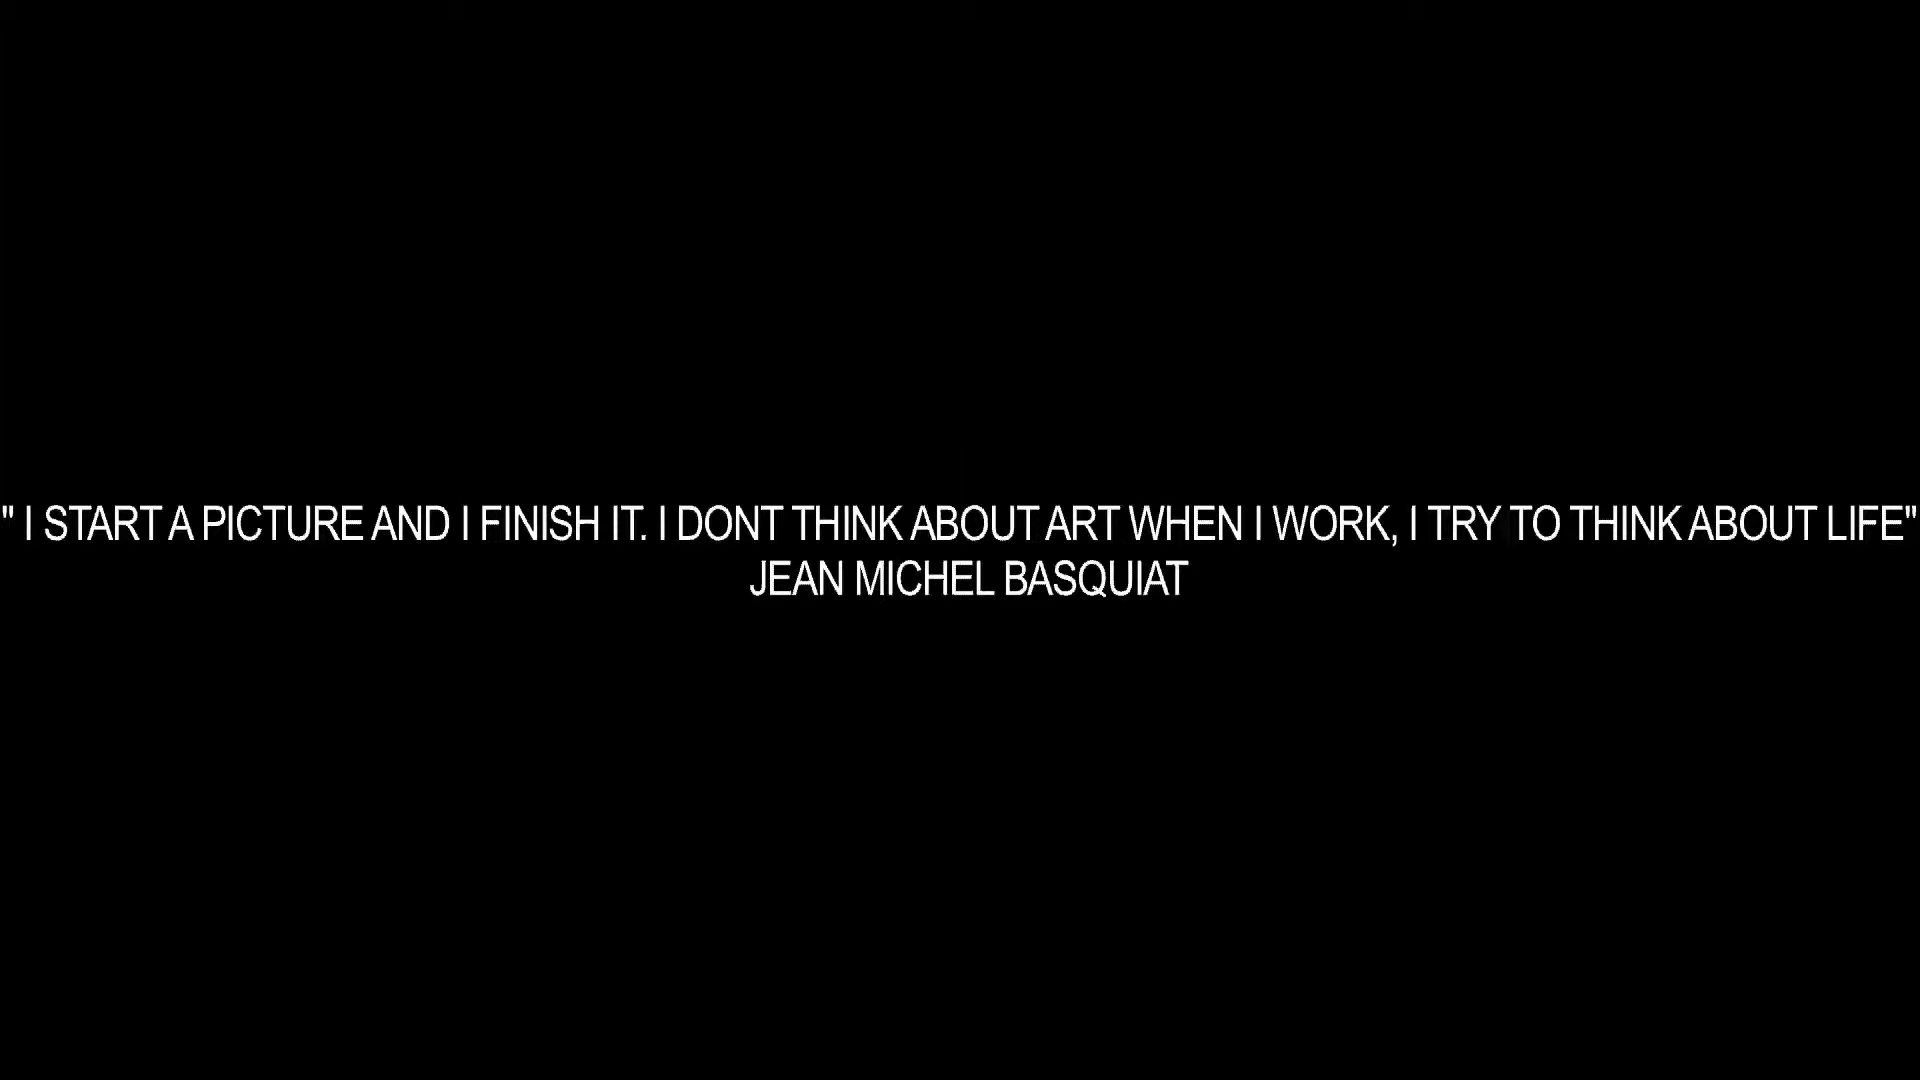 " I START A PICTURE AND I FINISH IT. I DONT THINK ABOUT ART WHEN I WORK, I TRY TO THINK ABOUT LIFE"
JEAN MICHEL BASQUIAT